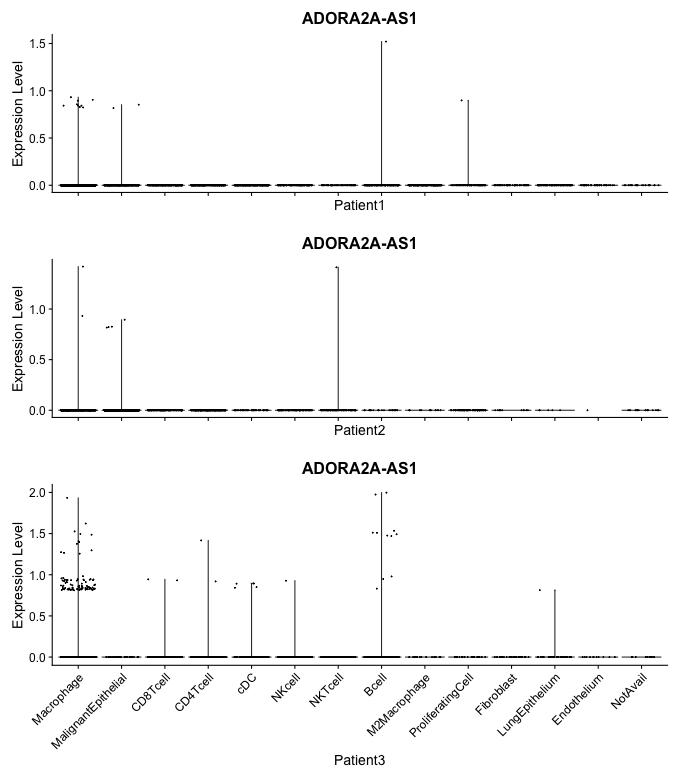 ADORA2A-AS1
Expression Level
1.5
1.0
0.5
0.0
Patient1
ADORA2A-AS1
Expression Level
1.0
0.5
0.0
Patient2
ADORA2A-AS1
Expression Level
2.0
1.5
1.0
0.5
0.0
Macrophage
MalignantEpithelial
CD8Tcell
CD4Tcell
cDC
NKcell
NKTcell
Bcell
M2Macrophage
ProliferatingCell
Fibroblast
LungEpithelium
Endothelium
NotAvail
Patient3